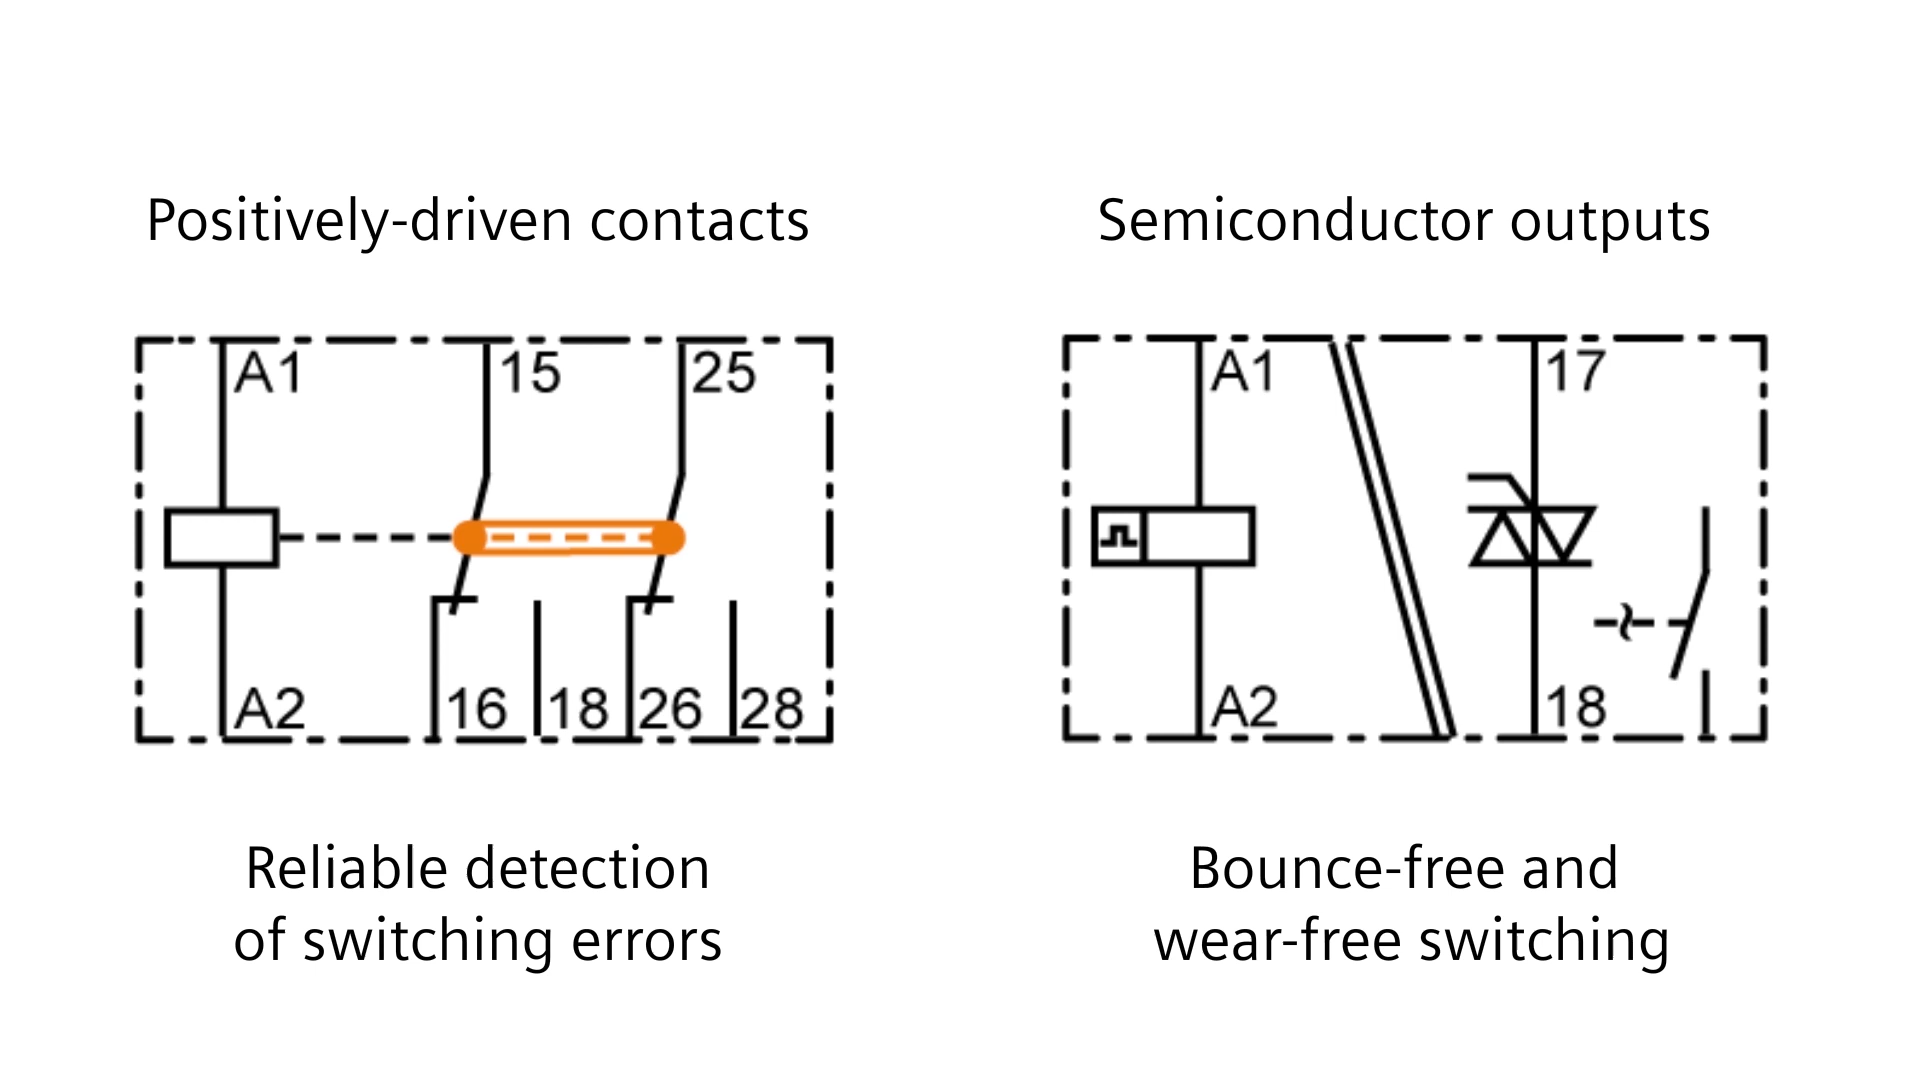 Positively-driven contacts
A1 15 25
A2 16 18 26 28
Reliable detection
of switching errors
Semiconductor outputs
A1 17
A2 18
Bounce-free and
wear-free switching